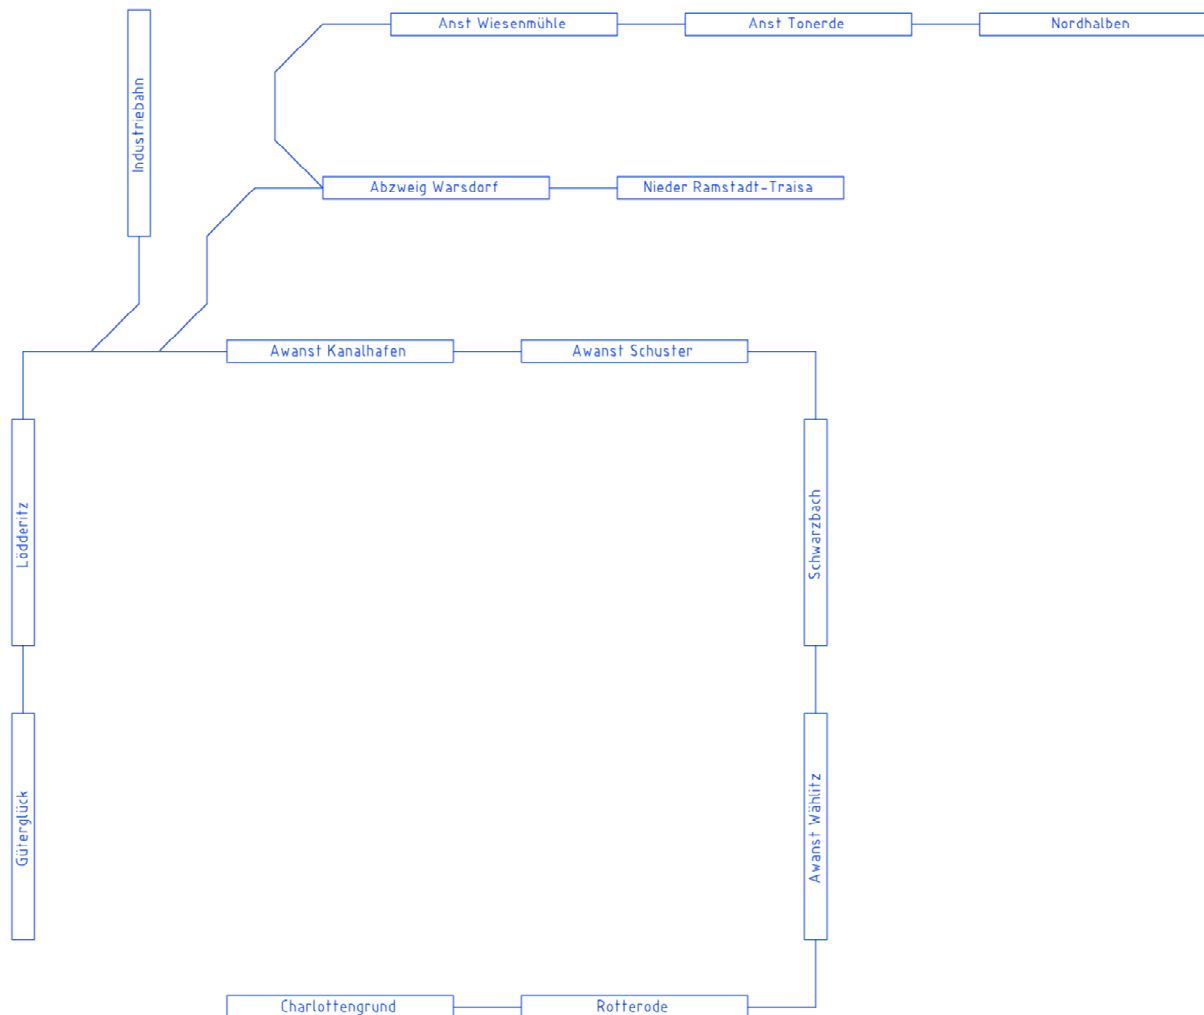 Anst Wiesenmühle
Anst Tonerde
Nordhalben
Industriebahn
Abzweig Warsdorf
Nieder Ramstadt-Traisa
Awanst Kanalhafen
Awanst Schuster
Lödderitz
Schwarzbach
Güterglück
Awanst Wählitz
Charlottengrund
Rotterode